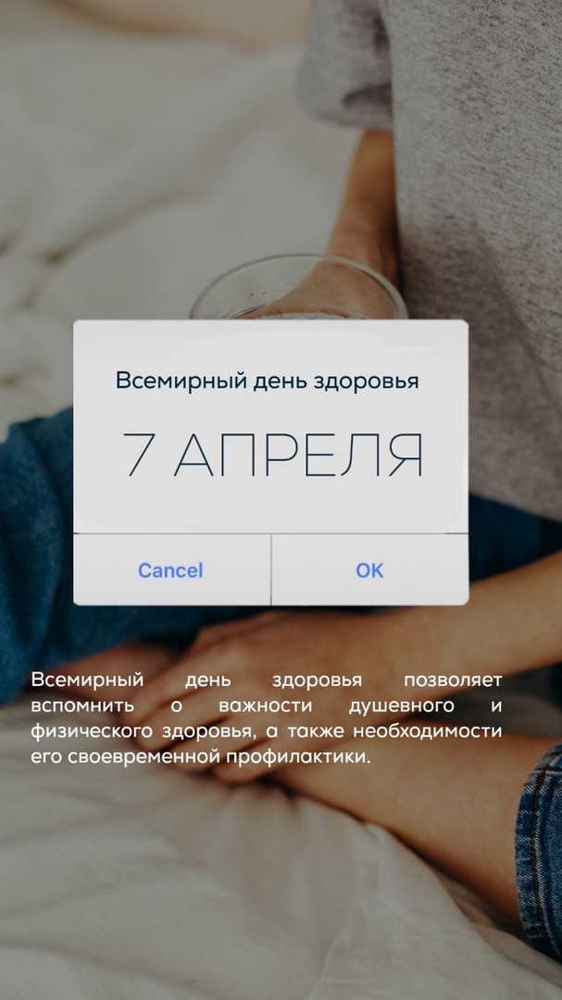 Всемирный день здоровья
7 АПРЕЛЯ
Cancel
OK
Всемирный день здоровья позволяет
вспомнить о важности душевного и
физического здоровья, а также необходимости
его своевременной профилактики.